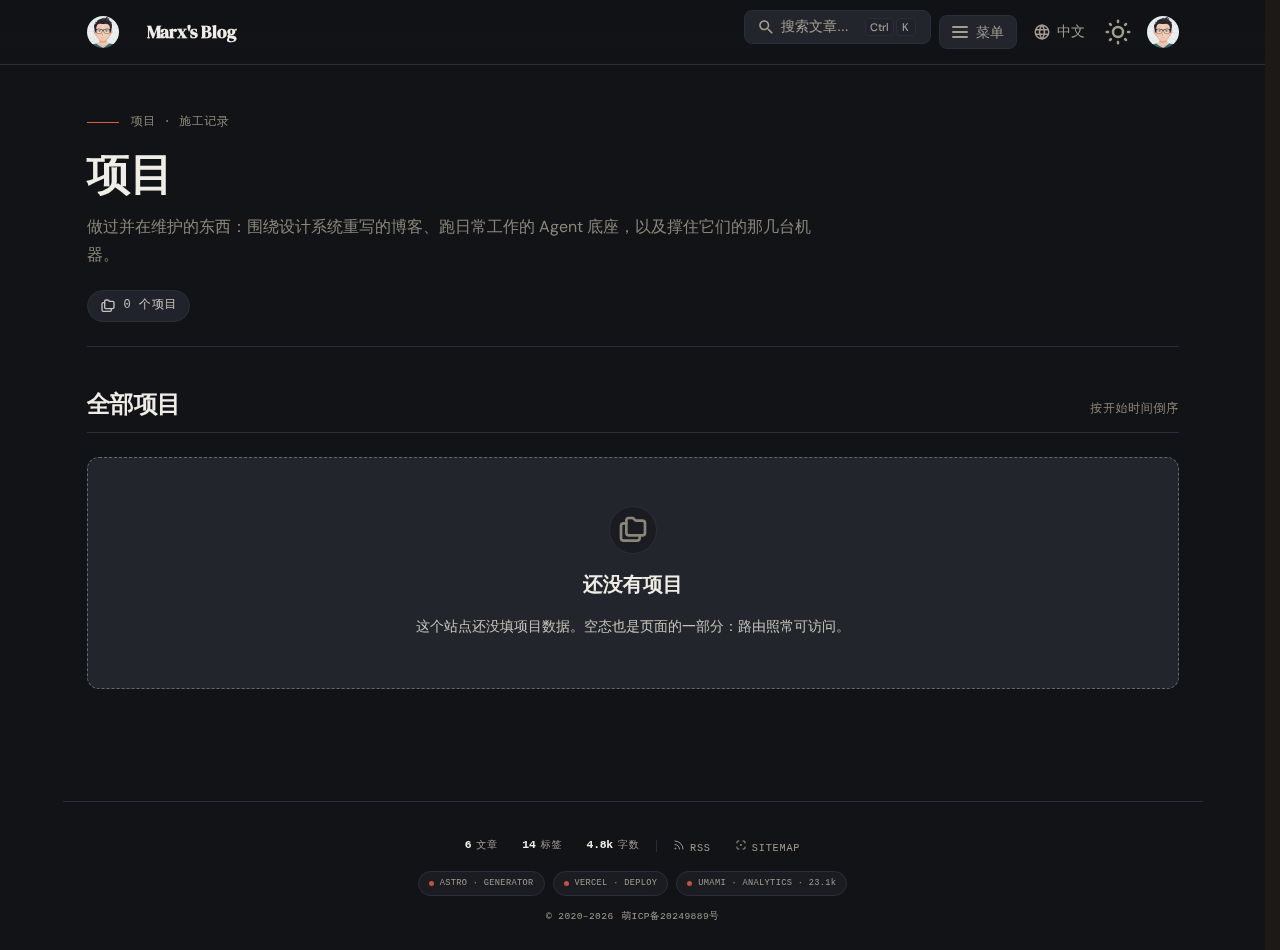 Marx's Blog
搜索文章... Ctrl K
菜单
中文
项目 · 施工记录
项目
做过并在维护的东西：围绕设计系统重写的博客、跑日常工作的 Agent 底座，以及撑住它们的那几台机
器。
0 个项目
全部项目
按开始时间倒序
还没有项目
这个站点还没填项目数据。空态也是页面的一部分：路由照常可访问。
6 文章 14 标签 4.8k 字数 RSS SITEMAP
ASTRO · GENERATOR VERCEL · DEPLOY UMAMI · ANALYTICS · 23.1k
© 2020–2026 萌ICP备20249889号